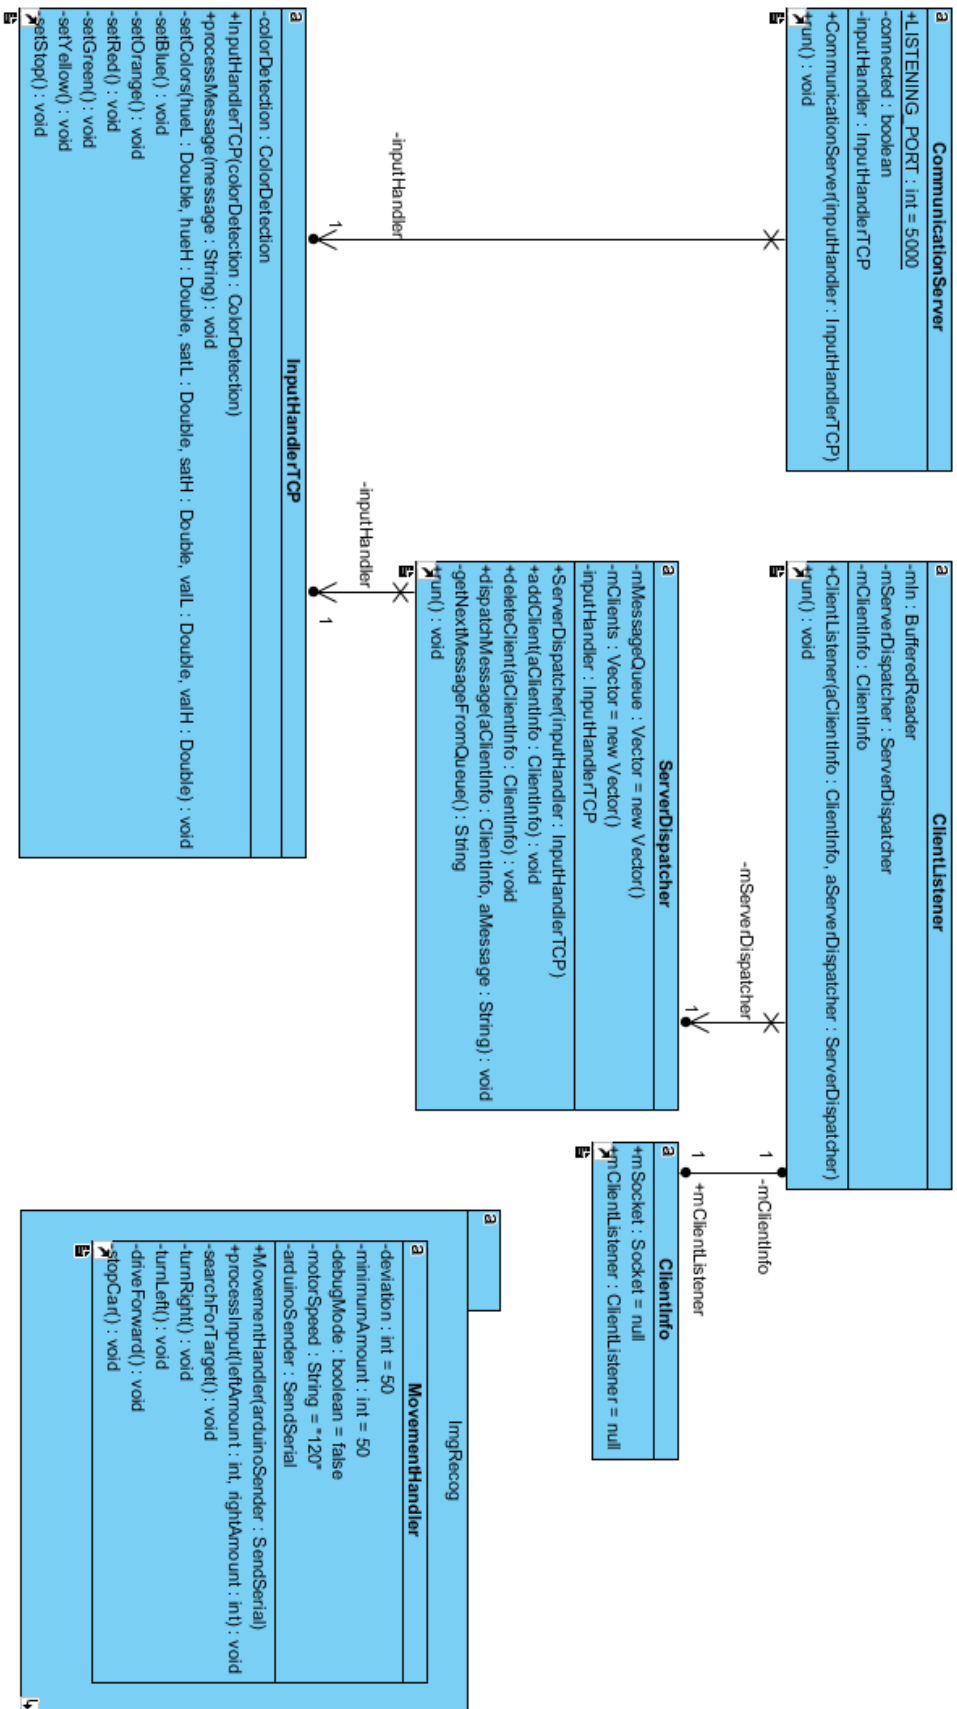 CommunicationServer
+LISTENING_PORT : int = 5000
-connected : boolean
-inputHandler : InputHandlerTCP
+CommunicationServer(inputHandler : InputHandlerTCP)
+run() : void
ClientListener
-mIn : BufferedReader
-mServerDispatcher : ServerDispatcher
-mClientInfo : ClientInfo
+ClientListener(aClientInfo : ClientInfo, aServerDispatcher : ServerDispatcher)
+run() : void
-inputHandler
1
-mServerDispatcher
1
1
-mClientInfo
1
+mClientListener
ServerDispatcher
-mMessageQueue : Vector = new Vector()
-mClients : Vector = new Vector()
-inputHandler : InputHandlerTCP
+ServerDispatcher(inputHandler : InputHandlerTCP)
+addClient(aClientInfo : ClientInfo) : void
+deleteClient(aClientInfo : ClientInfo) : void
+dispatchMessage(aClientInfo : ClientInfo, aMessage : String) : void
-getNextMessageFromQueue() : String
+run() : void
ClientInfo
+mSocket : Socket = null
+mClientListener : ClientListener = null
-inputHandler
1
InputHandlerTCP
-colorDetection : ColorDetection
+InputHandlerTCP(colorDetection : ColorDetection)
+processMessage(message : String) : void
-setColors(hueL : Double, hueH : Double, satL : Double, satH : Double, valL : Double, valH : Double) : void
-setBlue() : void
-setOrange() : void
-setRed() : void
-setGreen() : void
-setYellow() : void
-setStop() : void
ImgRecog
MovementHandler
-deviation : int = 50
-minimumAmount : int = 50
-debugMode : boolean = false
-motorSpeed : String = "120"
-arduinoSender : SendSerial
+MovementHandler(arduinoSender : SendSerial)
+processInput(leftAmount : int, rightAmount : int) : void
-searchForTarget() : void
-turnRight() : void
-turnLeft() : void
-driveForward() : void
-stopCar() : void